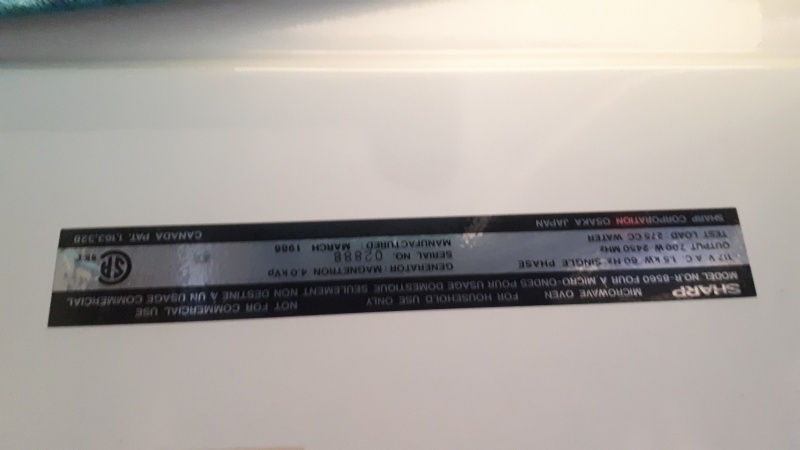 SHARP MICROWAVE OVEN FOR HOUSEHOLD USE ONLY NOT FOR COMMERCIAL USE
MODEL NO.R-8560 FOUR À MICRO-ONDES POUR USAGE DOMESTIQUE SEULEMENT NON DESTINÉ À UN USAGE COMMERCIAL
117 V A.C. 1.5 kW 60 Hz SINGLE PHASE GENERATOR: MAGNETRON 4.0 kVp
OUTPUT 700 W 2450 MHz SERIAL NO. 02888
TEST LOAD 275 CC WATER MANUFACTURED: MARCH 1986
SHARP CORPORATION OSAKA JAPAN CANADA PAT. 1,163,328